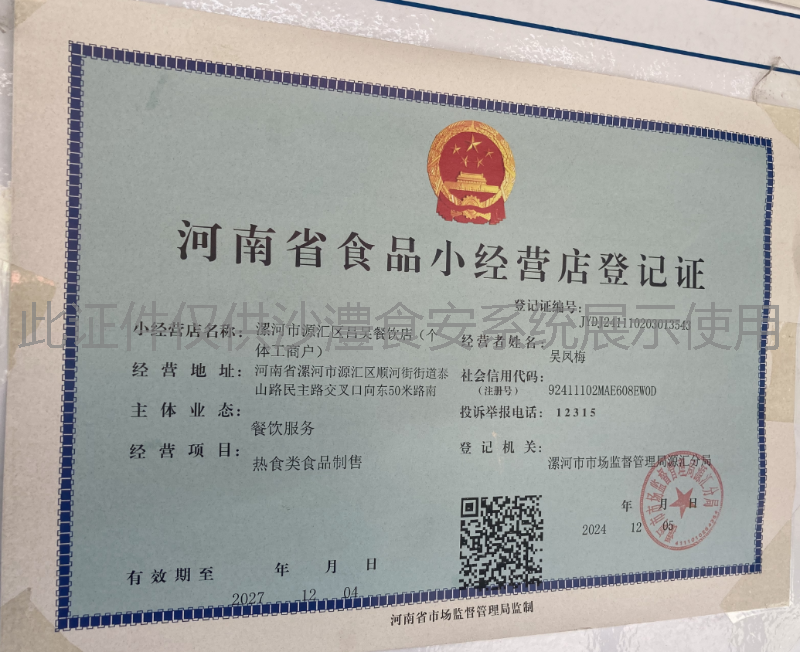 河南省食品小经营店登记证
登记证编号:
JYDJ241110203013543
此证件仅供沙澧食安系统展示使用
小经营店名称: 漯河市源汇区昌昊餐饮店（个
体工商户）
经营者姓名:
吴凤梅
经营地址: 河南省漯河市源汇区顺河街街道泰
山路民主路交叉口向东50米路南
社会信用代码:
（注册号） 92411102MAE608EW0D
主体业态:
餐饮服务
投诉举报电话: 12315
经营项目:
热食类食品制售
登记机关:
漯河市市场监督管理局源汇分局
年 月 日
2024 12 05
有效期至 年 月 日
2027 12 04
河南省市场监督管理局监制